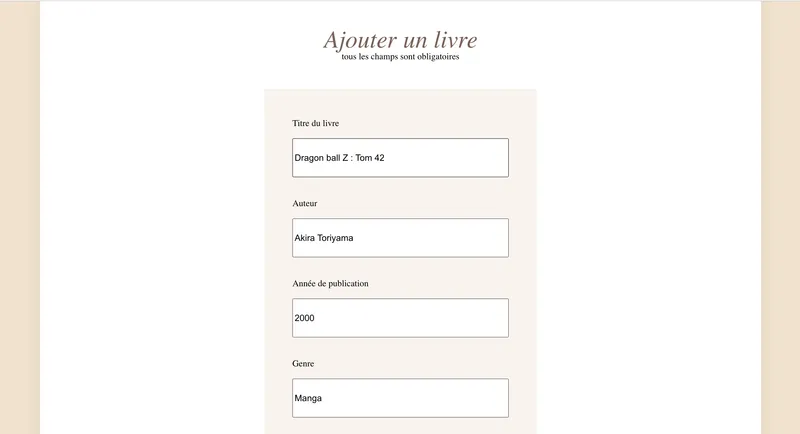 Ajouter un livre
tous les champs sont obligatoires
Titre du livre
Dragon ball Z : Tom 42
Auteur
Akira Toriyama
Année de publication
2000
Genre
Manga